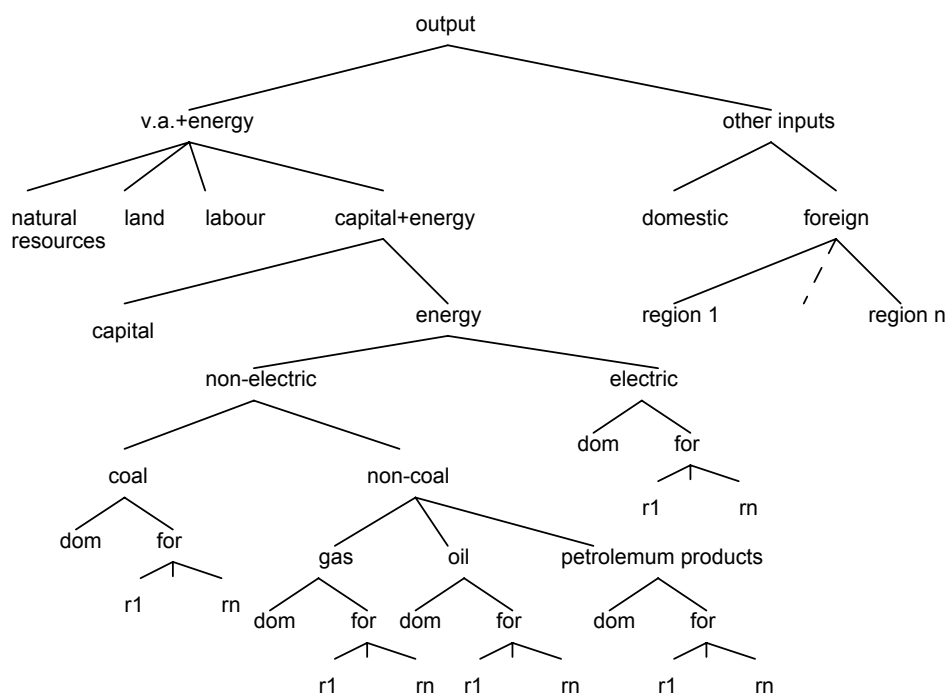 output
v.a.+energy other inputs
natural resources land labour capital+energy domestic foreign
capital energy region 1 region n
non-electric electric
dom for
coal non-coal r1 rn
dom for gas oil petrolemum products
r1 rn dom for dom for dom for
r1 rn r1 rn r1 rn